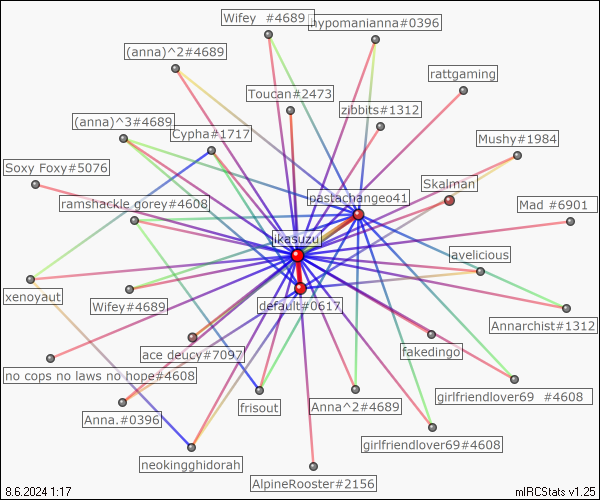 Wifey  #4689
hypomanianna#0396
(anna)^2#4689
rattgaming
Toucan#2473
zibbits#1312
(anna)^3#4689
Cypha#1717
Mushy#1984
Soxy Foxy#5076
Skalman
pastachangeo41
ramshackle gorey#4608
Mad #6901
ikasuzu
avelicious
xenoyaut
Wifey#4689
default#0617
Annarchist#1312
ace deucy#7097
fakedingo
no cops no laws no hope#4608
girlfriendlover69  #4608
Anna.#0396
frisout
Anna^2#4689
girlfriendlover69#4608
neokingghidorah
AlpineRooster#2156
8.6.2024 1:17
mIRCStats v1.25